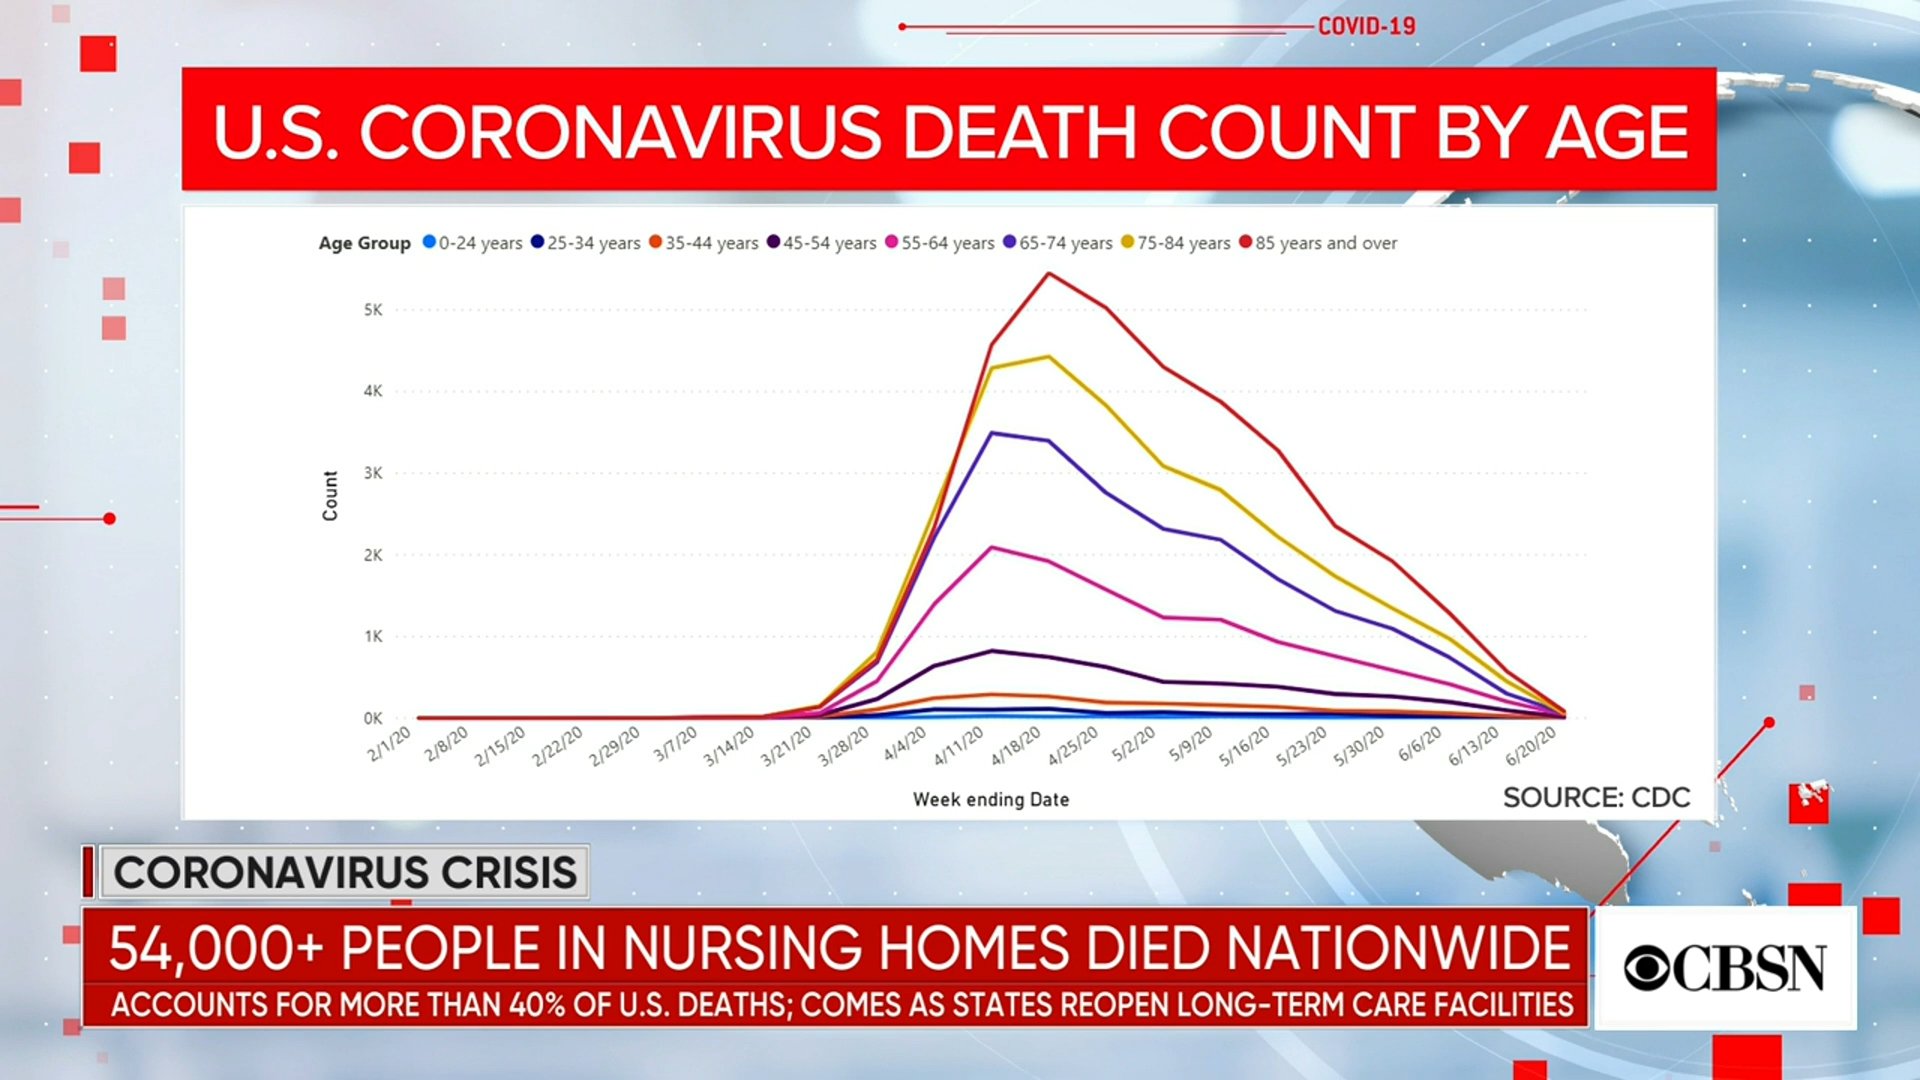 COVID-19
U.S. CORONAVIRUS DEATH COUNT BY AGE
Age Group 0-24 years 25-34 years 35-44 years 45-54 years 55-64 years 65-74 years 75-84 years 85 years and over
5K
4K
3K
2K
1K
0K
Count
2/1/20 2/8/20 2/15/20 2/22/20 2/29/20 3/7/20 3/14/20 3/21/20 3/28/20 4/4/20 4/11/20 4/18/20 4/25/20 5/2/20 5/9/20 5/16/20 5/23/20 5/30/20 6/6/20 6/13/20 6/20/20
Week ending Date
SOURCE: CDC
CORONAVIRUS CRISIS
54,000+ PEOPLE IN NURSING HOMES DIED NATIONWIDE
ACCOUNTS FOR MORE THAN 40% OF U.S. DEATHS; COMES AS STATES REOPEN LONG-TERM CARE FACILITIES
CBSN